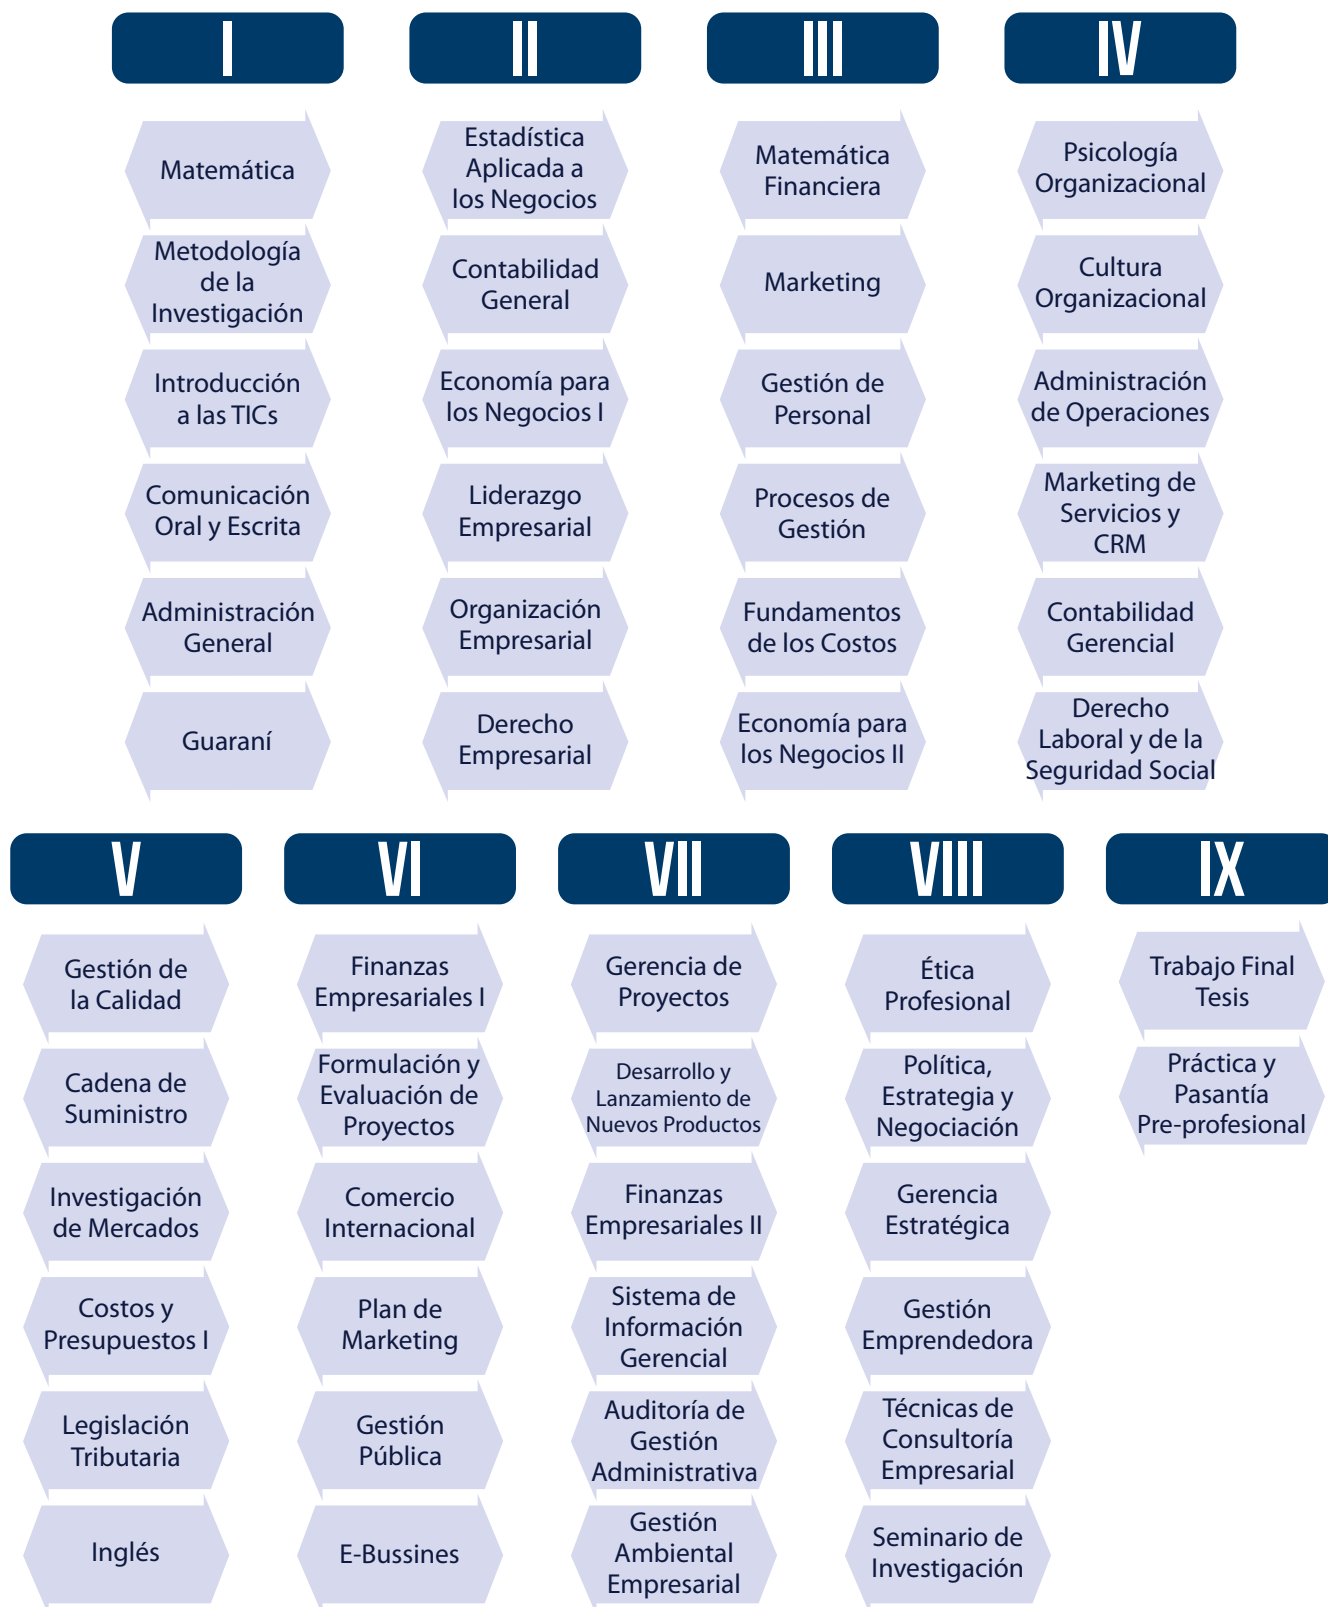 I
Matemática
Metodología
de la
Investigación
Introducción
a las TICs
Comunicación
Oral y Escrita
Administración
General
Guaraní
II
Estadística
Aplicada a
los Negocios
Contabilidad
General
Economía para
los Negocios I
Liderazgo
Empresarial
Organización
Empresarial
Derecho
Empresarial
III
Matemática
Financiera
Marketing
Gestión de
Personal
Procesos de
Gestión
Fundamentos
de los Costos
Economía para
los Negocios II
IV
Psicología
Organizacional
Cultura
Organizacional
Administración
de Operaciones
Marketing de
Servicios y
CRM
Contabilidad
Gerencial
Derecho
Laboral y de la
Seguridad Social
V
Gestión de
la Calidad
Cadena de
Suministro
Investigación
de Mercados
Costos y
Presupuestos I
Legislación
Tributaria
Inglés
VI
Finanzas
Empresariales I
Formulación y
Evaluación de
Proyectos
Comercio
Internacional
Plan de
Marketing
Gestión
Pública
E-Bussines
VII
Gerencia de
Proyectos
Desarrollo y
Lanzamiento de
Nuevos Productos
Finanzas
Empresariales II
Sistema de
Información
Gerencial
Auditoría de
Gestión
Administrativa
Gestión
Ambiental
Empresarial
VIII
Ética
Profesional
Política,
Estrategia y
Negociación
Gerencia
Estratégica
Gestión
Emprendedora
Técnicas de
Consultoría
Empresarial
Seminario de
Investigación
IX
Trabajo Final
Tesis
Práctica y
Pasantía
Pre-profesional